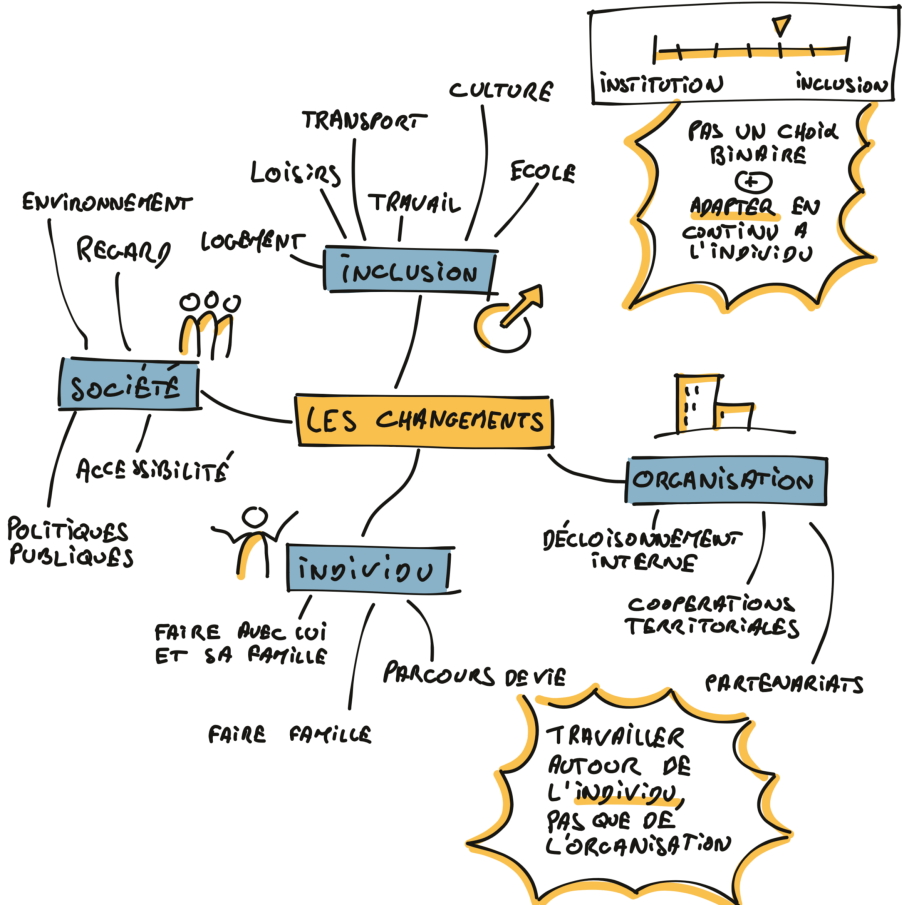 INSTITUTION
INCLUSION
PAS UN CHOIX
BINAIRE
+
ADAPTER EN
CONTINU A
L'INDIVIDU
CULTURE
TRANSPORT
LOISIRS
ECOLE
TRAVAIL
LOGEMENT
INCLUSION
ENVIRONNEMENT
REGARD
SOCIÉTÉ
ACCESSIBILITÉ
POLITIQUES
PUBLIQUES
LES CHANGEMENTS
ORGANISATION
DÉCLOISONNEMENT
INTERNE
COOPERATIONS
TERRITORIALES
PARTENARIATS
INDIVIDU
FAIRE AVEC LUI
ET SA FAMILLE
PARCOURS DE VIE
FAIRE FAMILLE
TRAVAILLER
AUTOUR DE
L'INDIVIDU,
PAS QUE DE
L'ORGANISATION